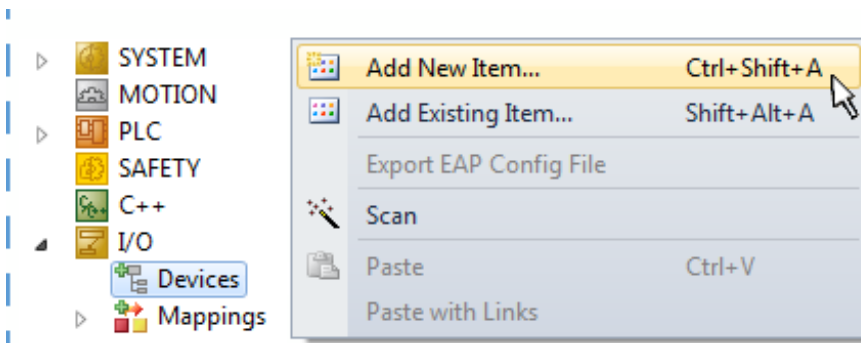 SYSTEM
MOTION
PLC
SAFETY
C++
I/O
Devices
Mappings
Add New Item... Ctrl+Shift+A
Add Existing Item... Shift+Alt+A
Export EAP Config File
Scan
Paste Ctrl+V
Paste with Links